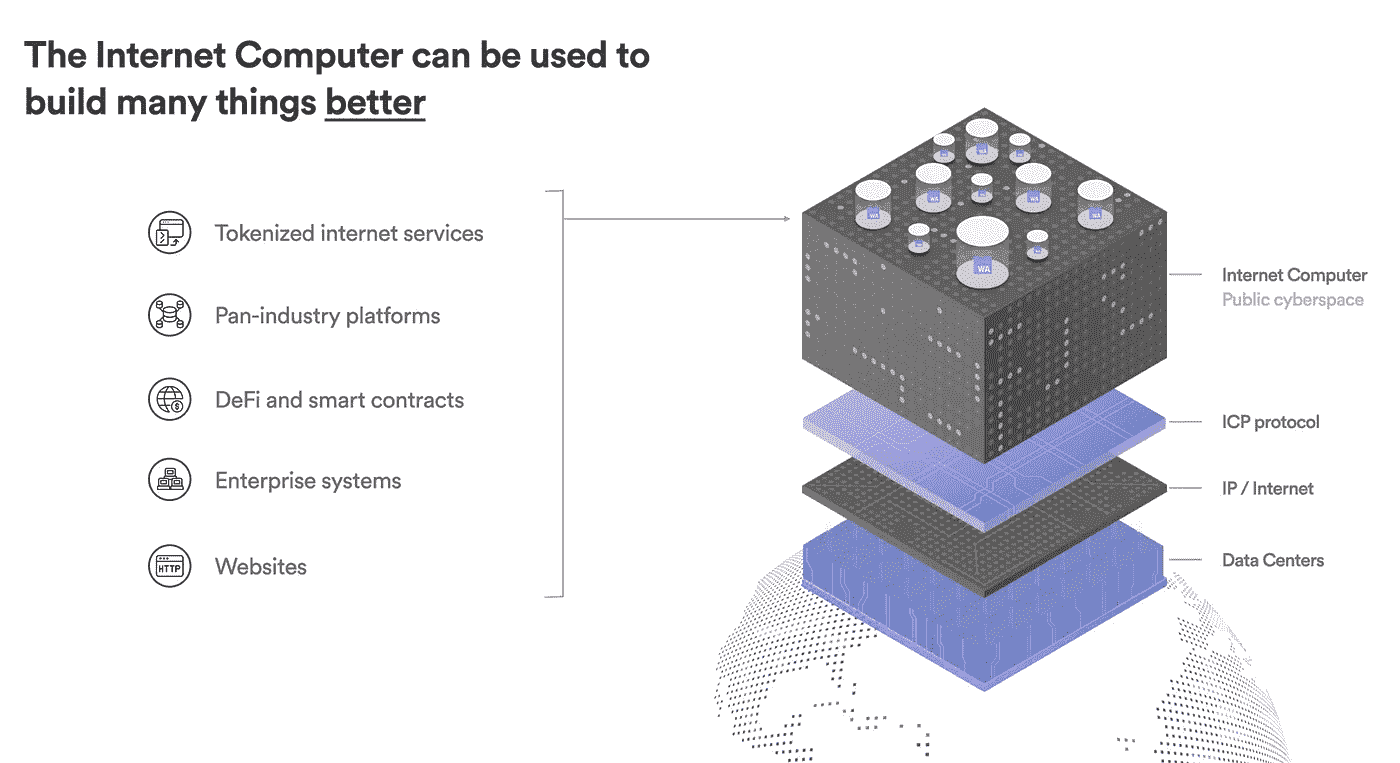 The Internet Computer can be used to
build many things better
Tokenized internet services
Pan-industry platforms
DeFi and smart contracts
Enterprise systems
HTTP
Websites
WA
WA
WA
WA
WA
WA
Internet Computer
Public cyberspace
ICP protocol
IP / Internet
Data Centers